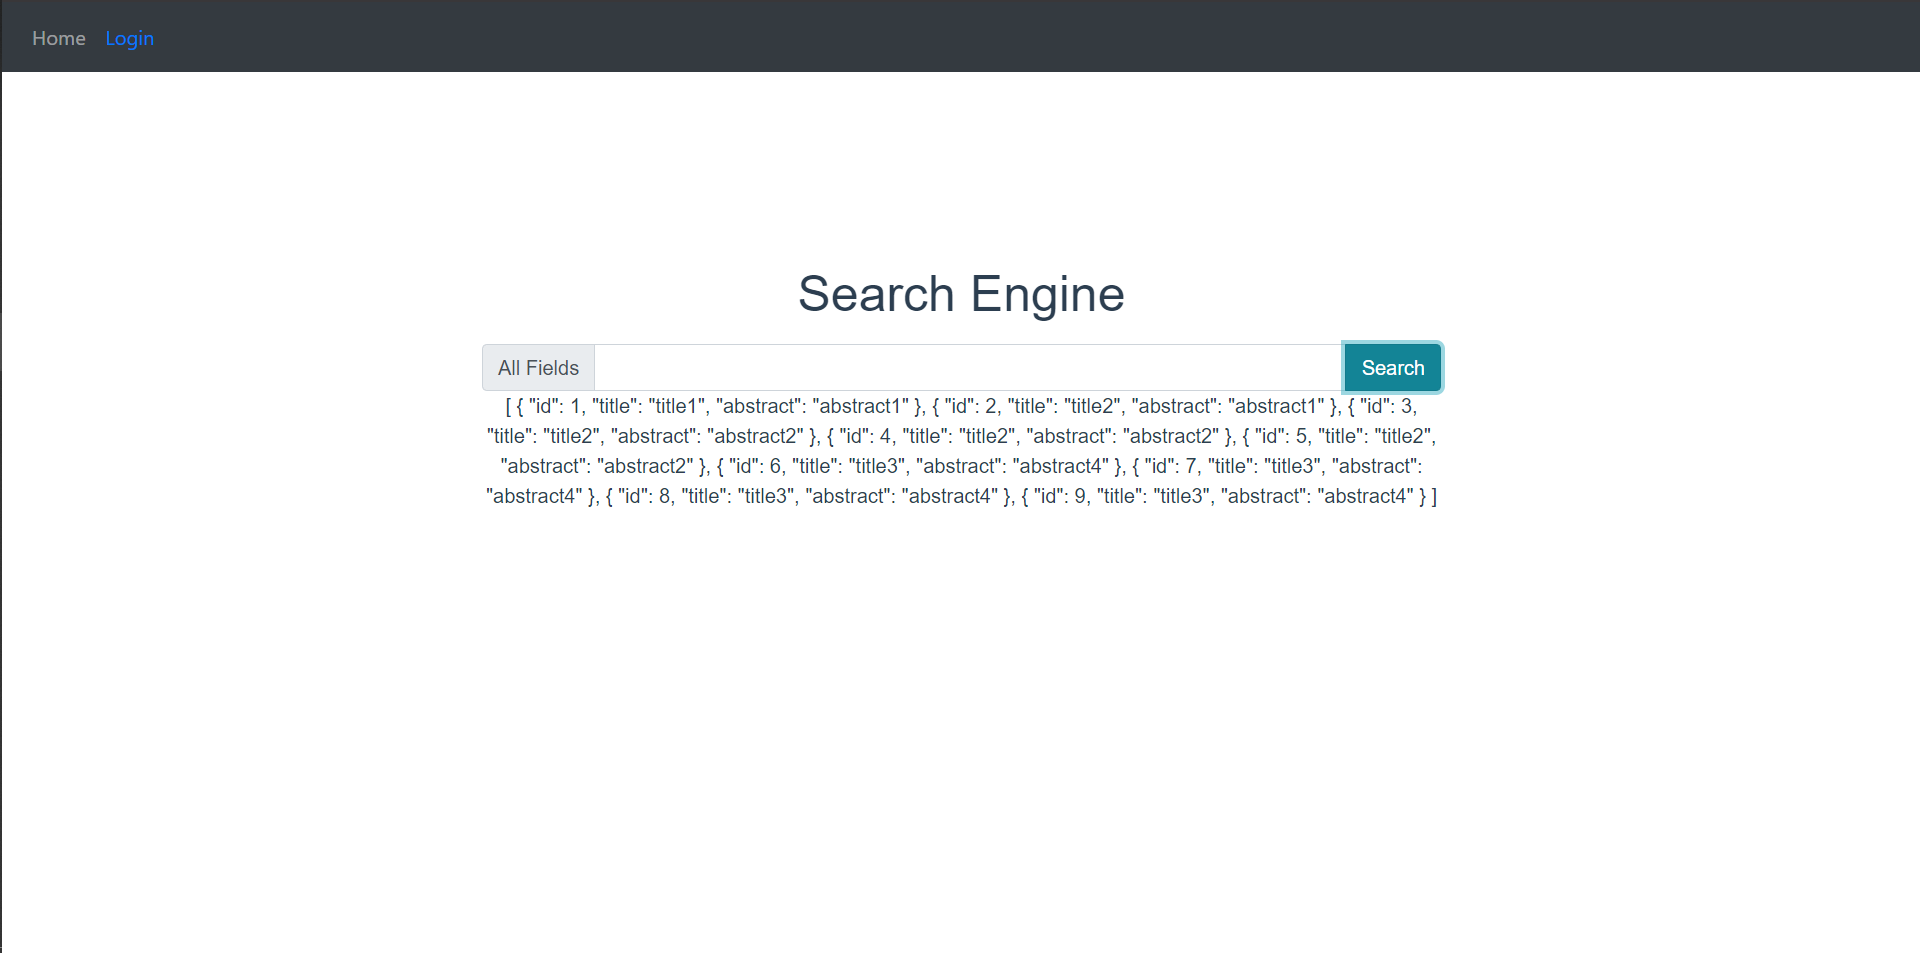 Home Login
Search Engine
All Fields Search
[ { "id": 1, "title": "title1", "abstract": "abstract1" }, { "id": 2, "title": "title2", "abstract": "abstract1" }, { "id": 3,
"title": "title2", "abstract": "abstract2" }, { "id": 4, "title": "title2", "abstract": "abstract2" }, { "id": 5, "title": "title2",
"abstract": "abstract2" }, { "id": 6, "title": "title3", "abstract": "abstract4" }, { "id": 7, "title": "title3", "abstract":
"abstract4" }, { "id": 8, "title": "title3", "abstract": "abstract4" }, { "id": 9, "title": "title3", "abstract": "abstract4" } ]